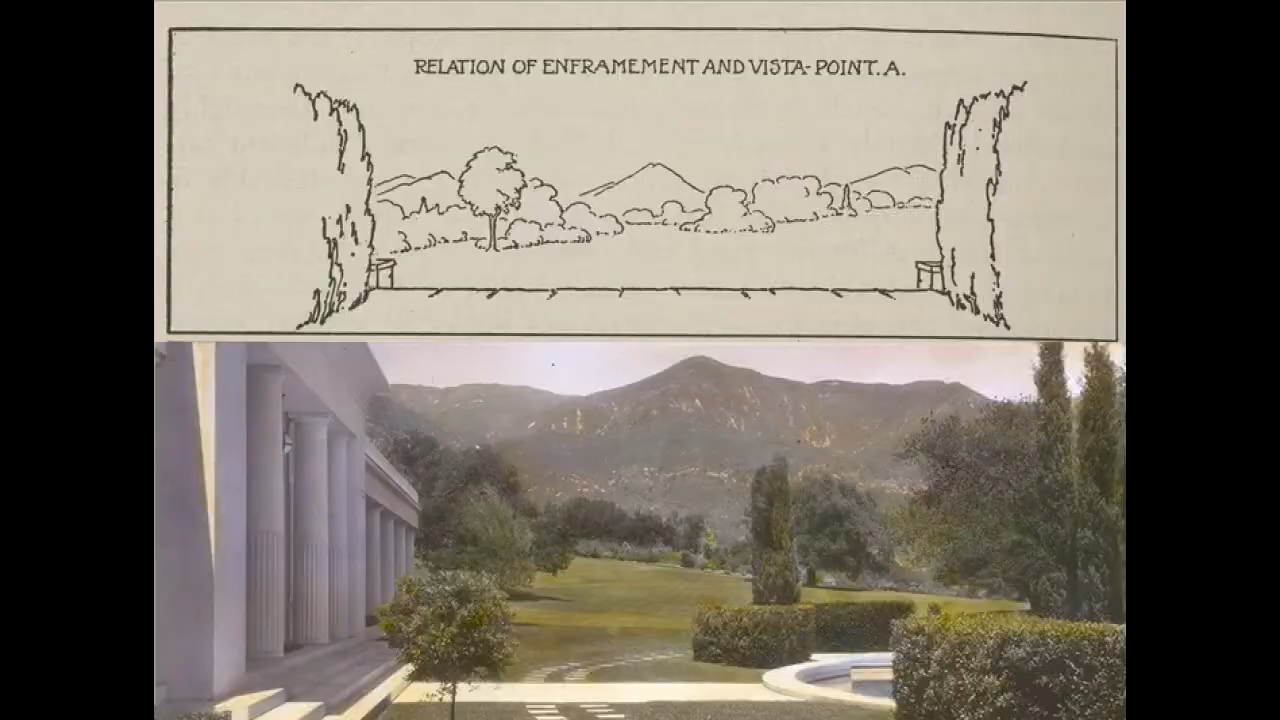 RELATION OF ENFRAMEMENT AND VISTA-POINT. A.